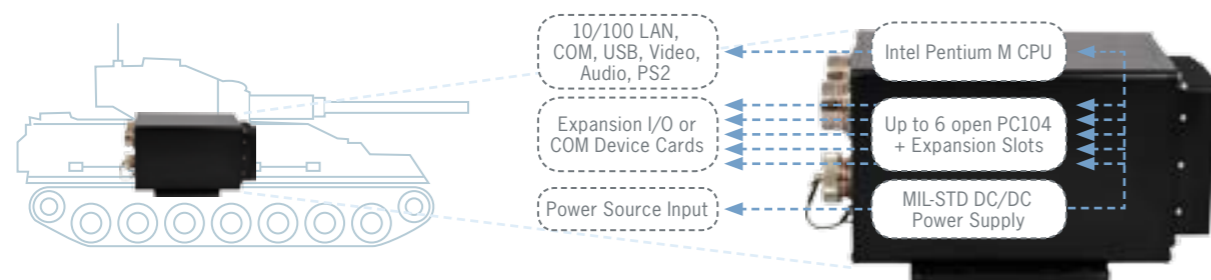 10/100 LAN,
COM, USB, Video,
Audio, PS2
Intel Pentium M CPU
Expansion I/O or
COM Device Cards
Up to 6 open PC104
+ Expansion Slots
Power Source Input
MIL-STD DC/DC
Power Supply